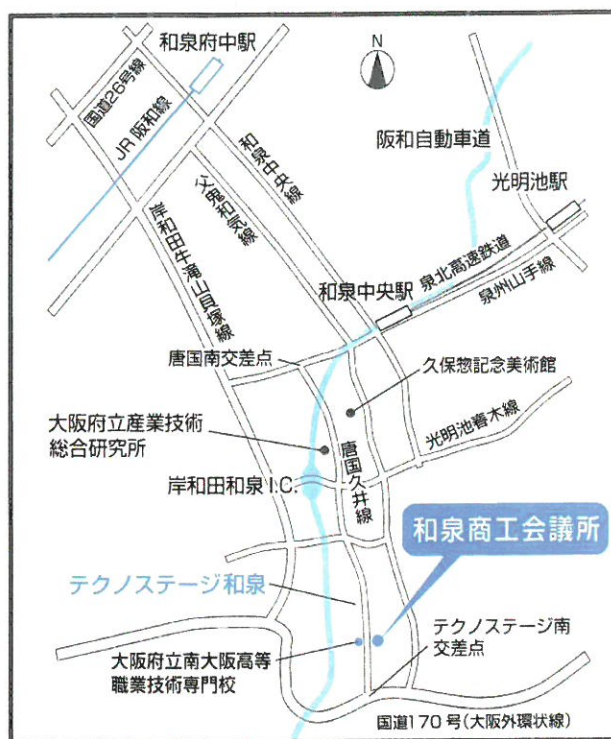 和泉府中駅
N
国道26号線
JR阪和線
阪和自動車道
和泉中央線
父鬼和気線
光明池駅
岸和田牛滝山貝塚線
泉北高速鉄道
和泉中央駅
泉州山手線
唐国南交差点
久保惣記念美術館
大阪府立産業技術
総合研究所
光明池春木線
唐国久井線
岸和田和泉I.C.
和泉商工会議所
テクノステージ和泉
テクノステージ南
交差点
大阪府立南大阪高等
職業技術専門校
国道170号(大阪外環状線)